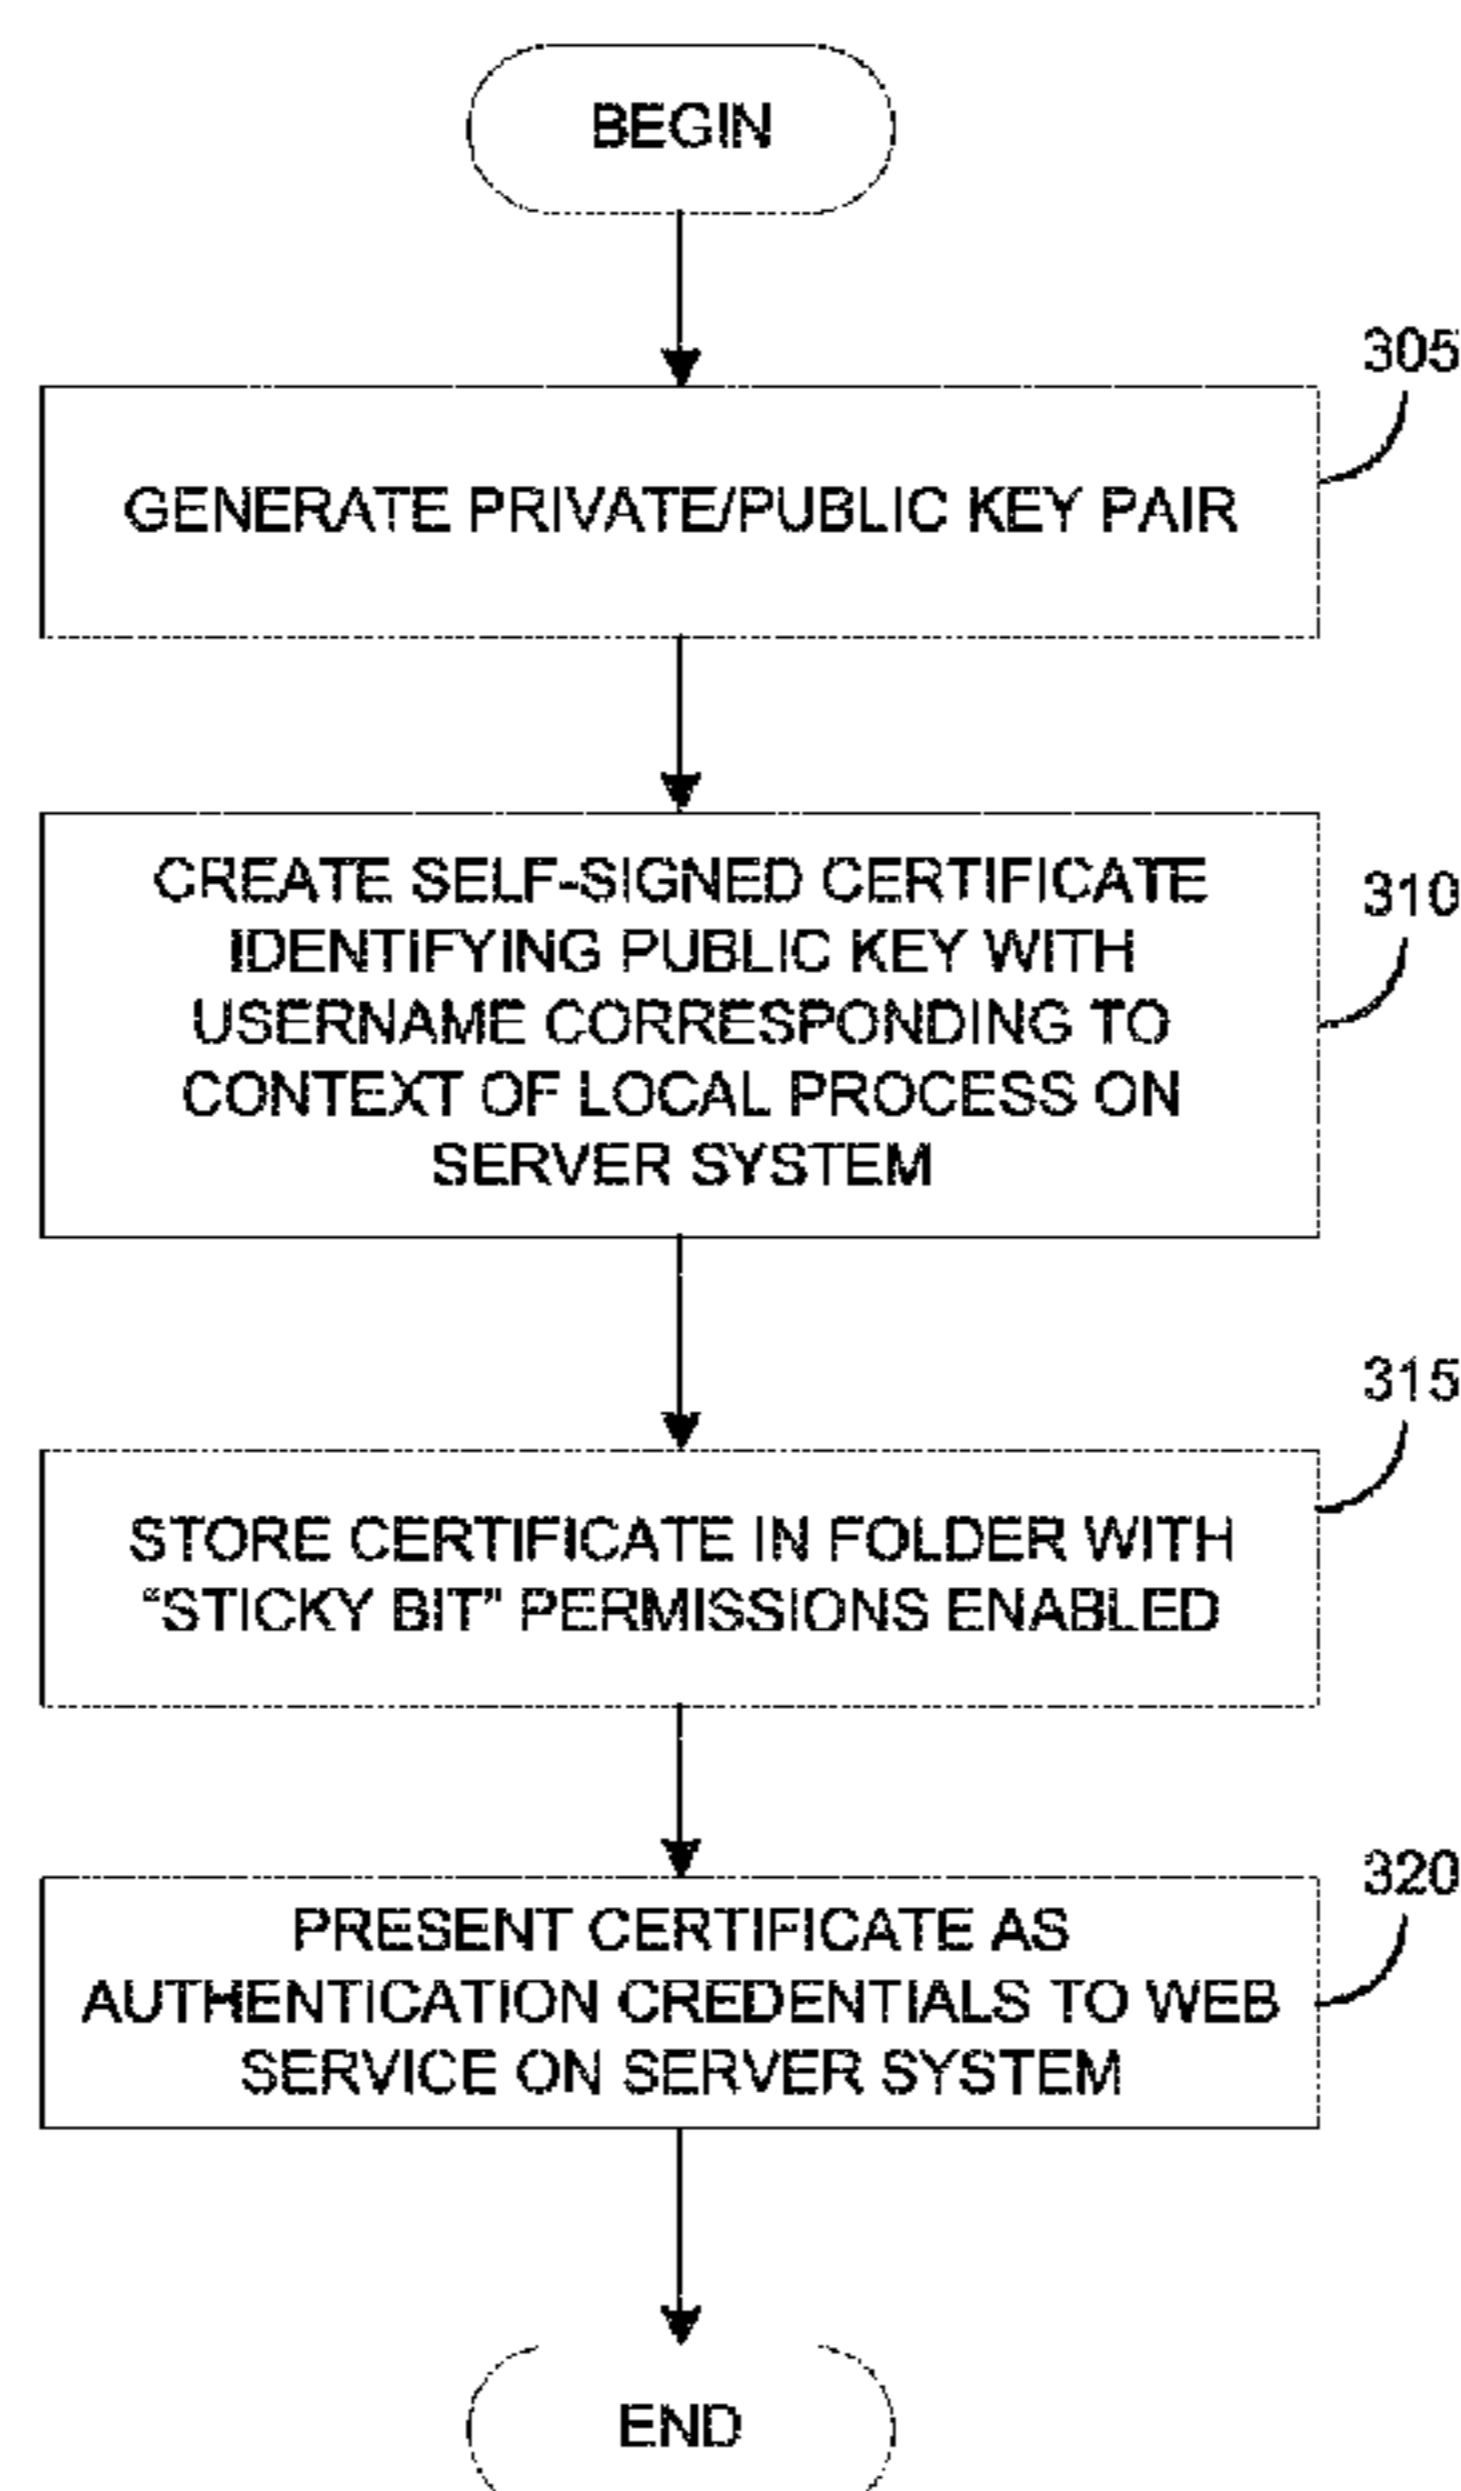 BEGIN
305
GENERATE PRIVATE/PUBLIC KEY PAIR
CREATE SELF-SIGNED CERTIFICATE
IDENTIFYING PUBLIC KEY WITH
USERNAME CORRESPONDING TO
CONTEXT OF LOCAL PROCESS ON
SERVER SYSTEM
310
315
STORE CERTIFICATE IN FOLDER WITH
“STICKY BIT” PERMISSIONS ENABLED
320
PRESENT CERTIFICATE AS
AUTHENTICATION CREDENTIALS TO WEB
SERVICE ON SERVER SYSTEM
END